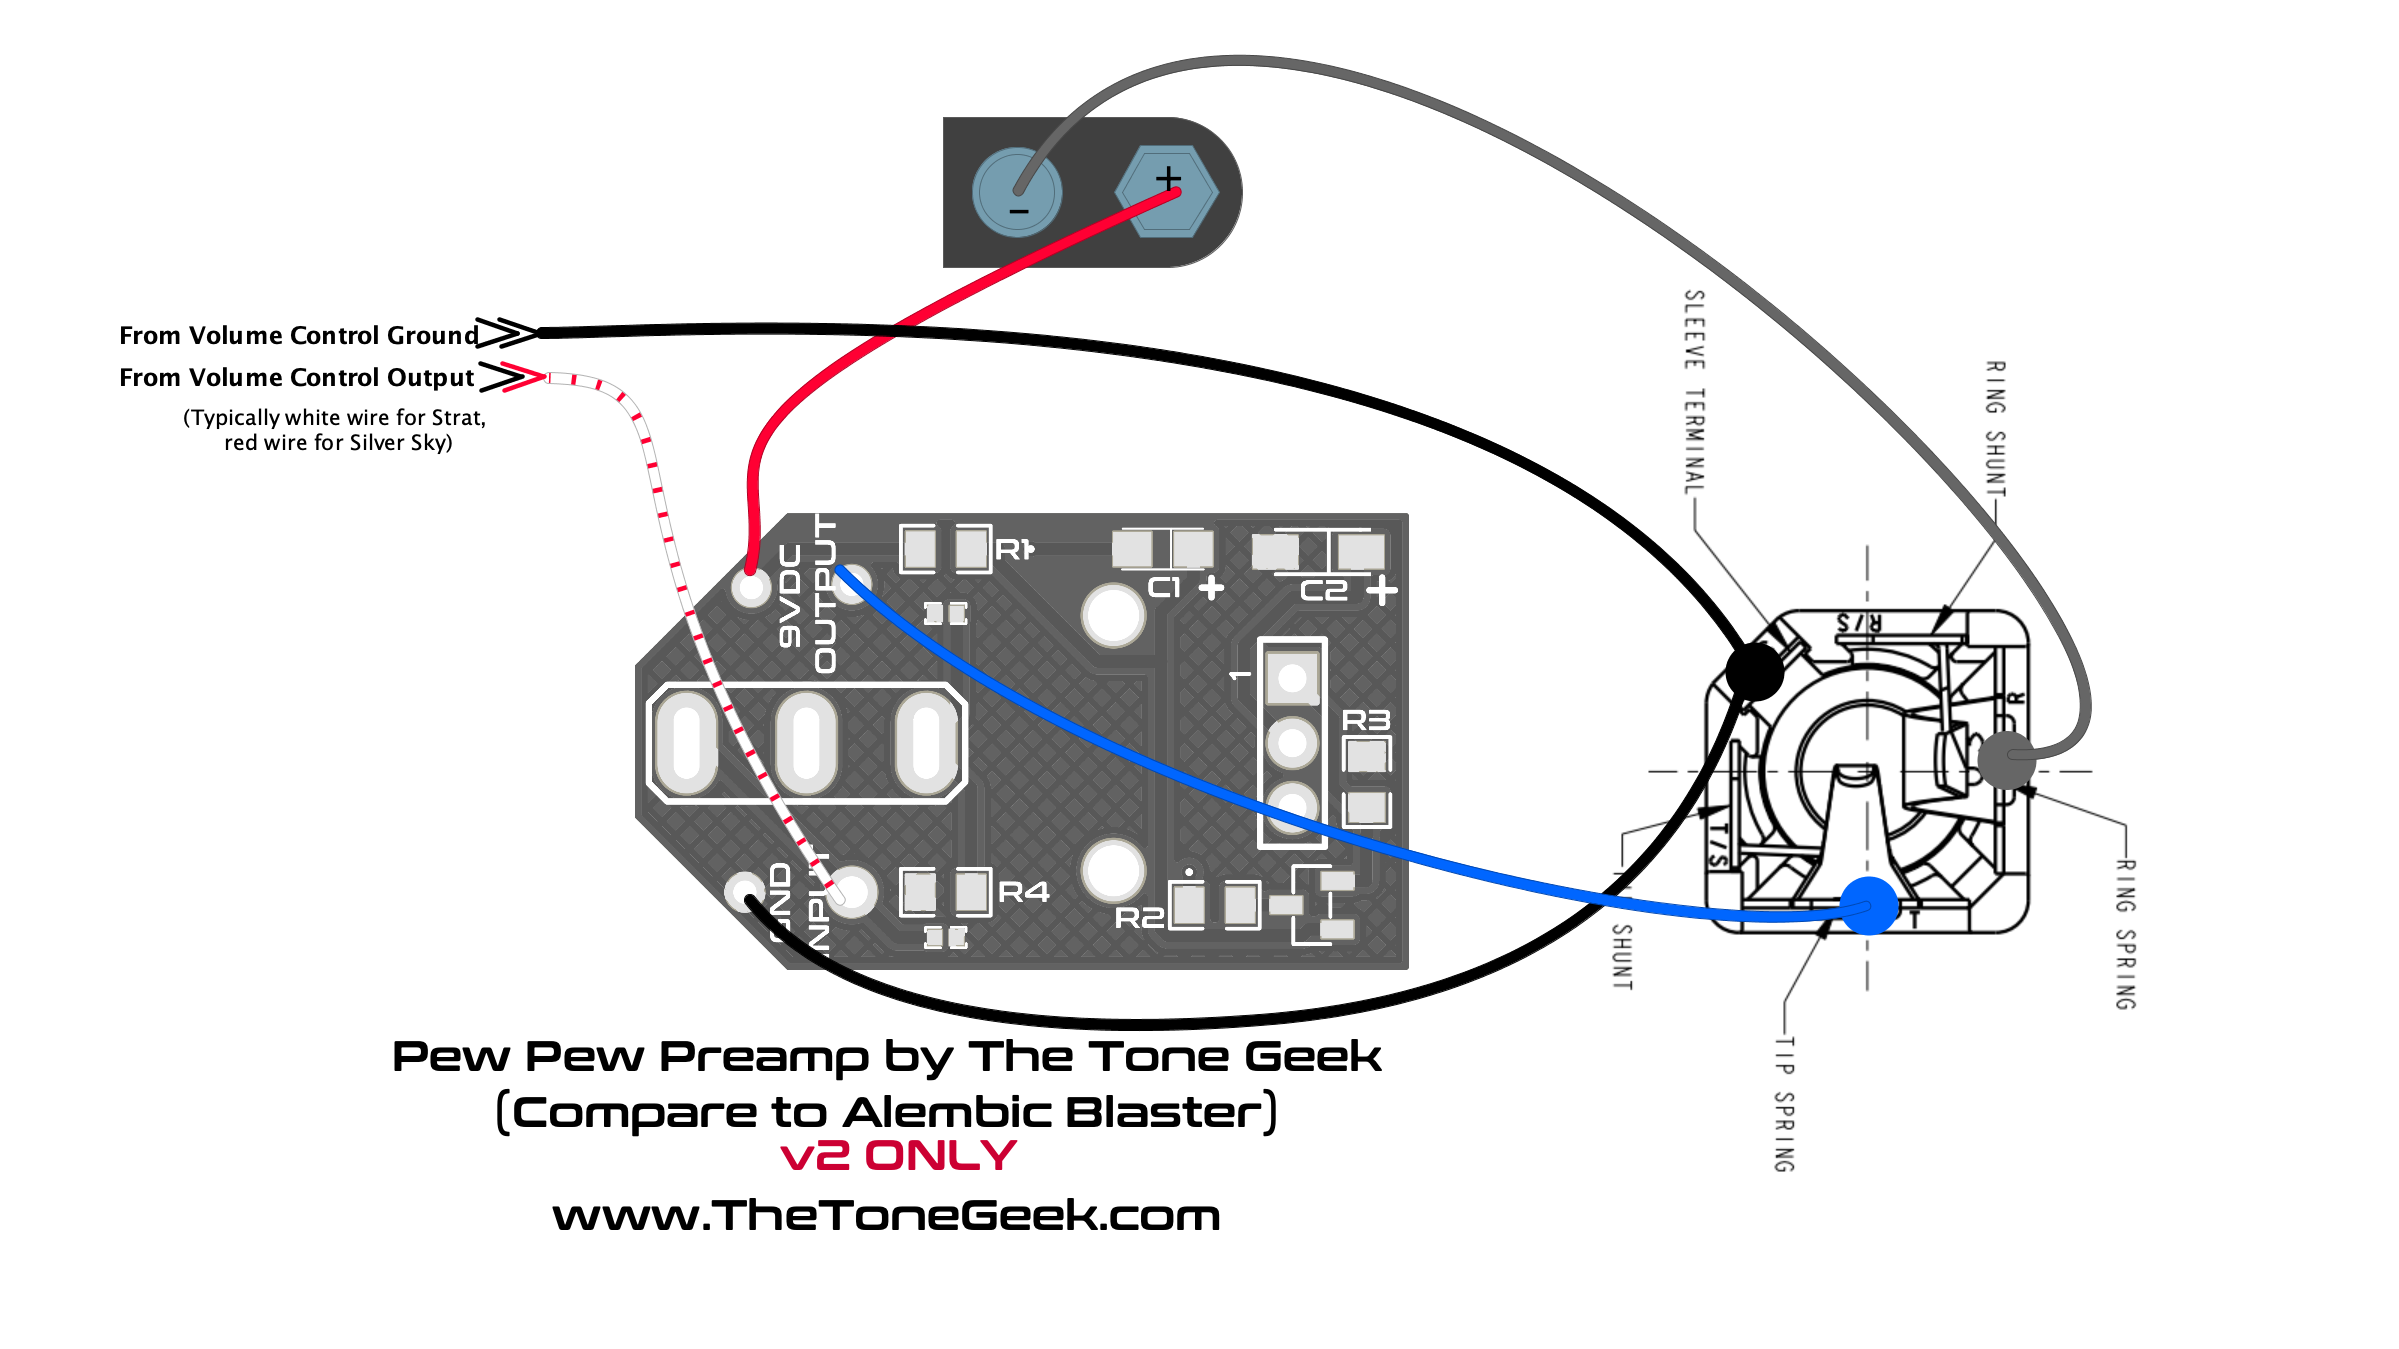 −
+
From Volume Control Ground
From Volume Control Output
(Typically white wire for Strat,
red wire for Silver Sky)
SLEEVE TERMINAL
RING SHUNT
9VDC
OUTPUT
R1
C1 +
C2 +
1
R3
R/S
R
T/S
T
GND
INPUT
R4
R2
SHUNT
RING SPRING
TIP SPRING
Pew Pew Preamp by The Tone Geek
(Compare to Alembic Blaster)
v2 ONLY
www.TheToneGeek.com